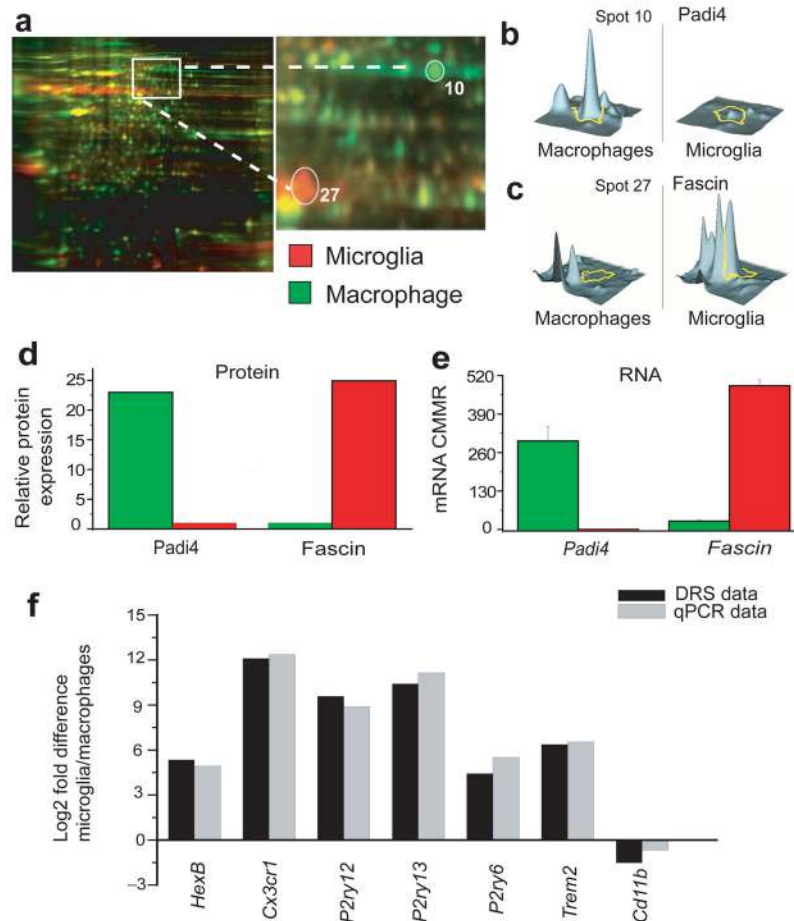 a
10
27
Microglia
Macrophage
b
Spot 10
Padi4
Macrophages
Microglia
c
Spot 27
Fascin
Macrophages
Microglia
d
Protein
Relative protein
expression
25
20
15
10
5
0
Padi4
Fascin
e
RNA
mRNA CMMR
520
390
260
130
0
Padi4
Fascin
f
DRS data
qPCR data
Log2 fold difference
microglia/macrophages
15
12
9
6
3
0
–3
HexB
Cx3cr1
P2ry12
P2ry13
P2ry6
Trem2
Cd11b